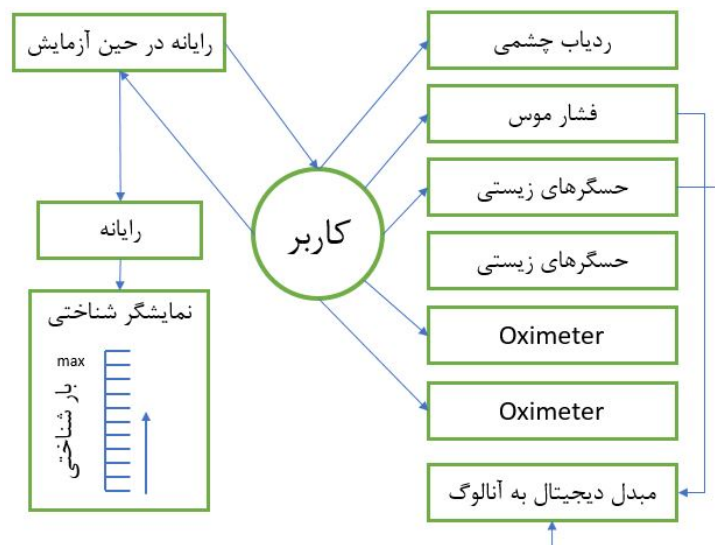 رایانه در حین آزمایش
ردیاب چشمی
فشار موس
حسگرهای زیستی
کاربر
رایانه
حسگرهای زیستی
نمایشگر شناختی
Oximeter
max
بار شناختی
Oximeter
مبدل دیجیتال به آنالوگ